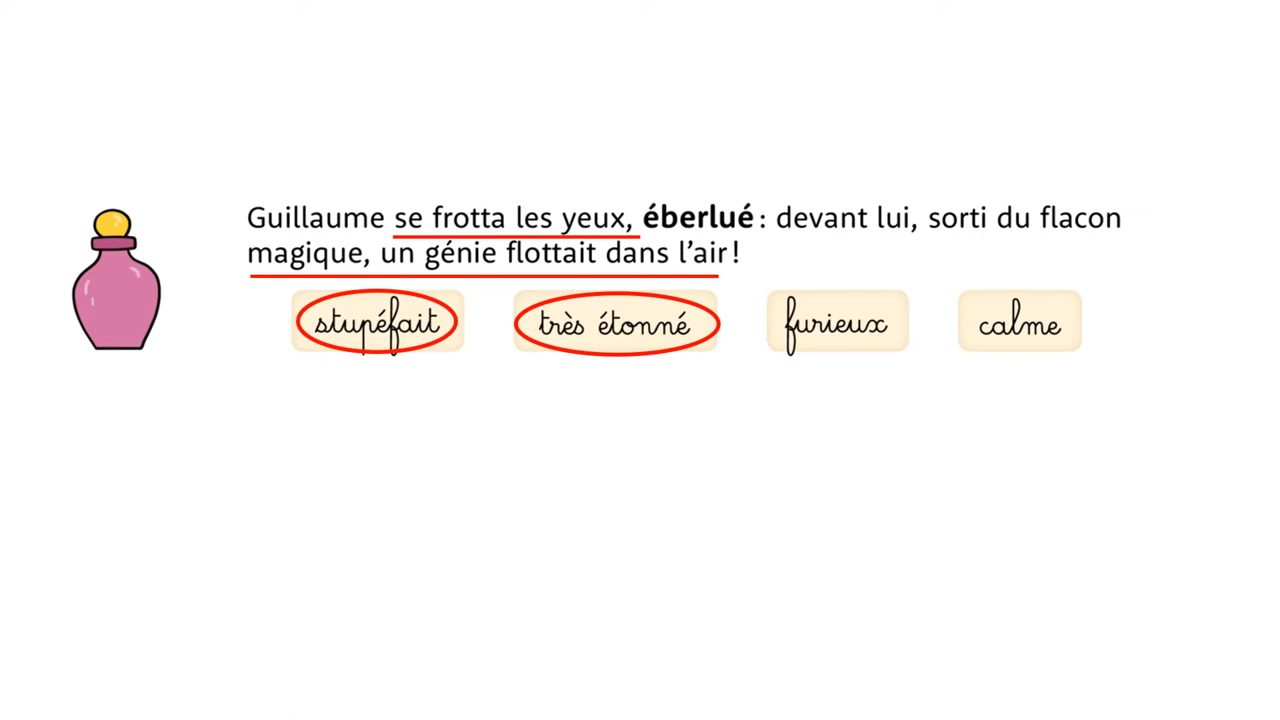 Guillaume se frotta les yeux, éberlué : devant lui, sorti du flacon
magique, un génie flottait dans l’air !
stupéfait très étonné furieux calme